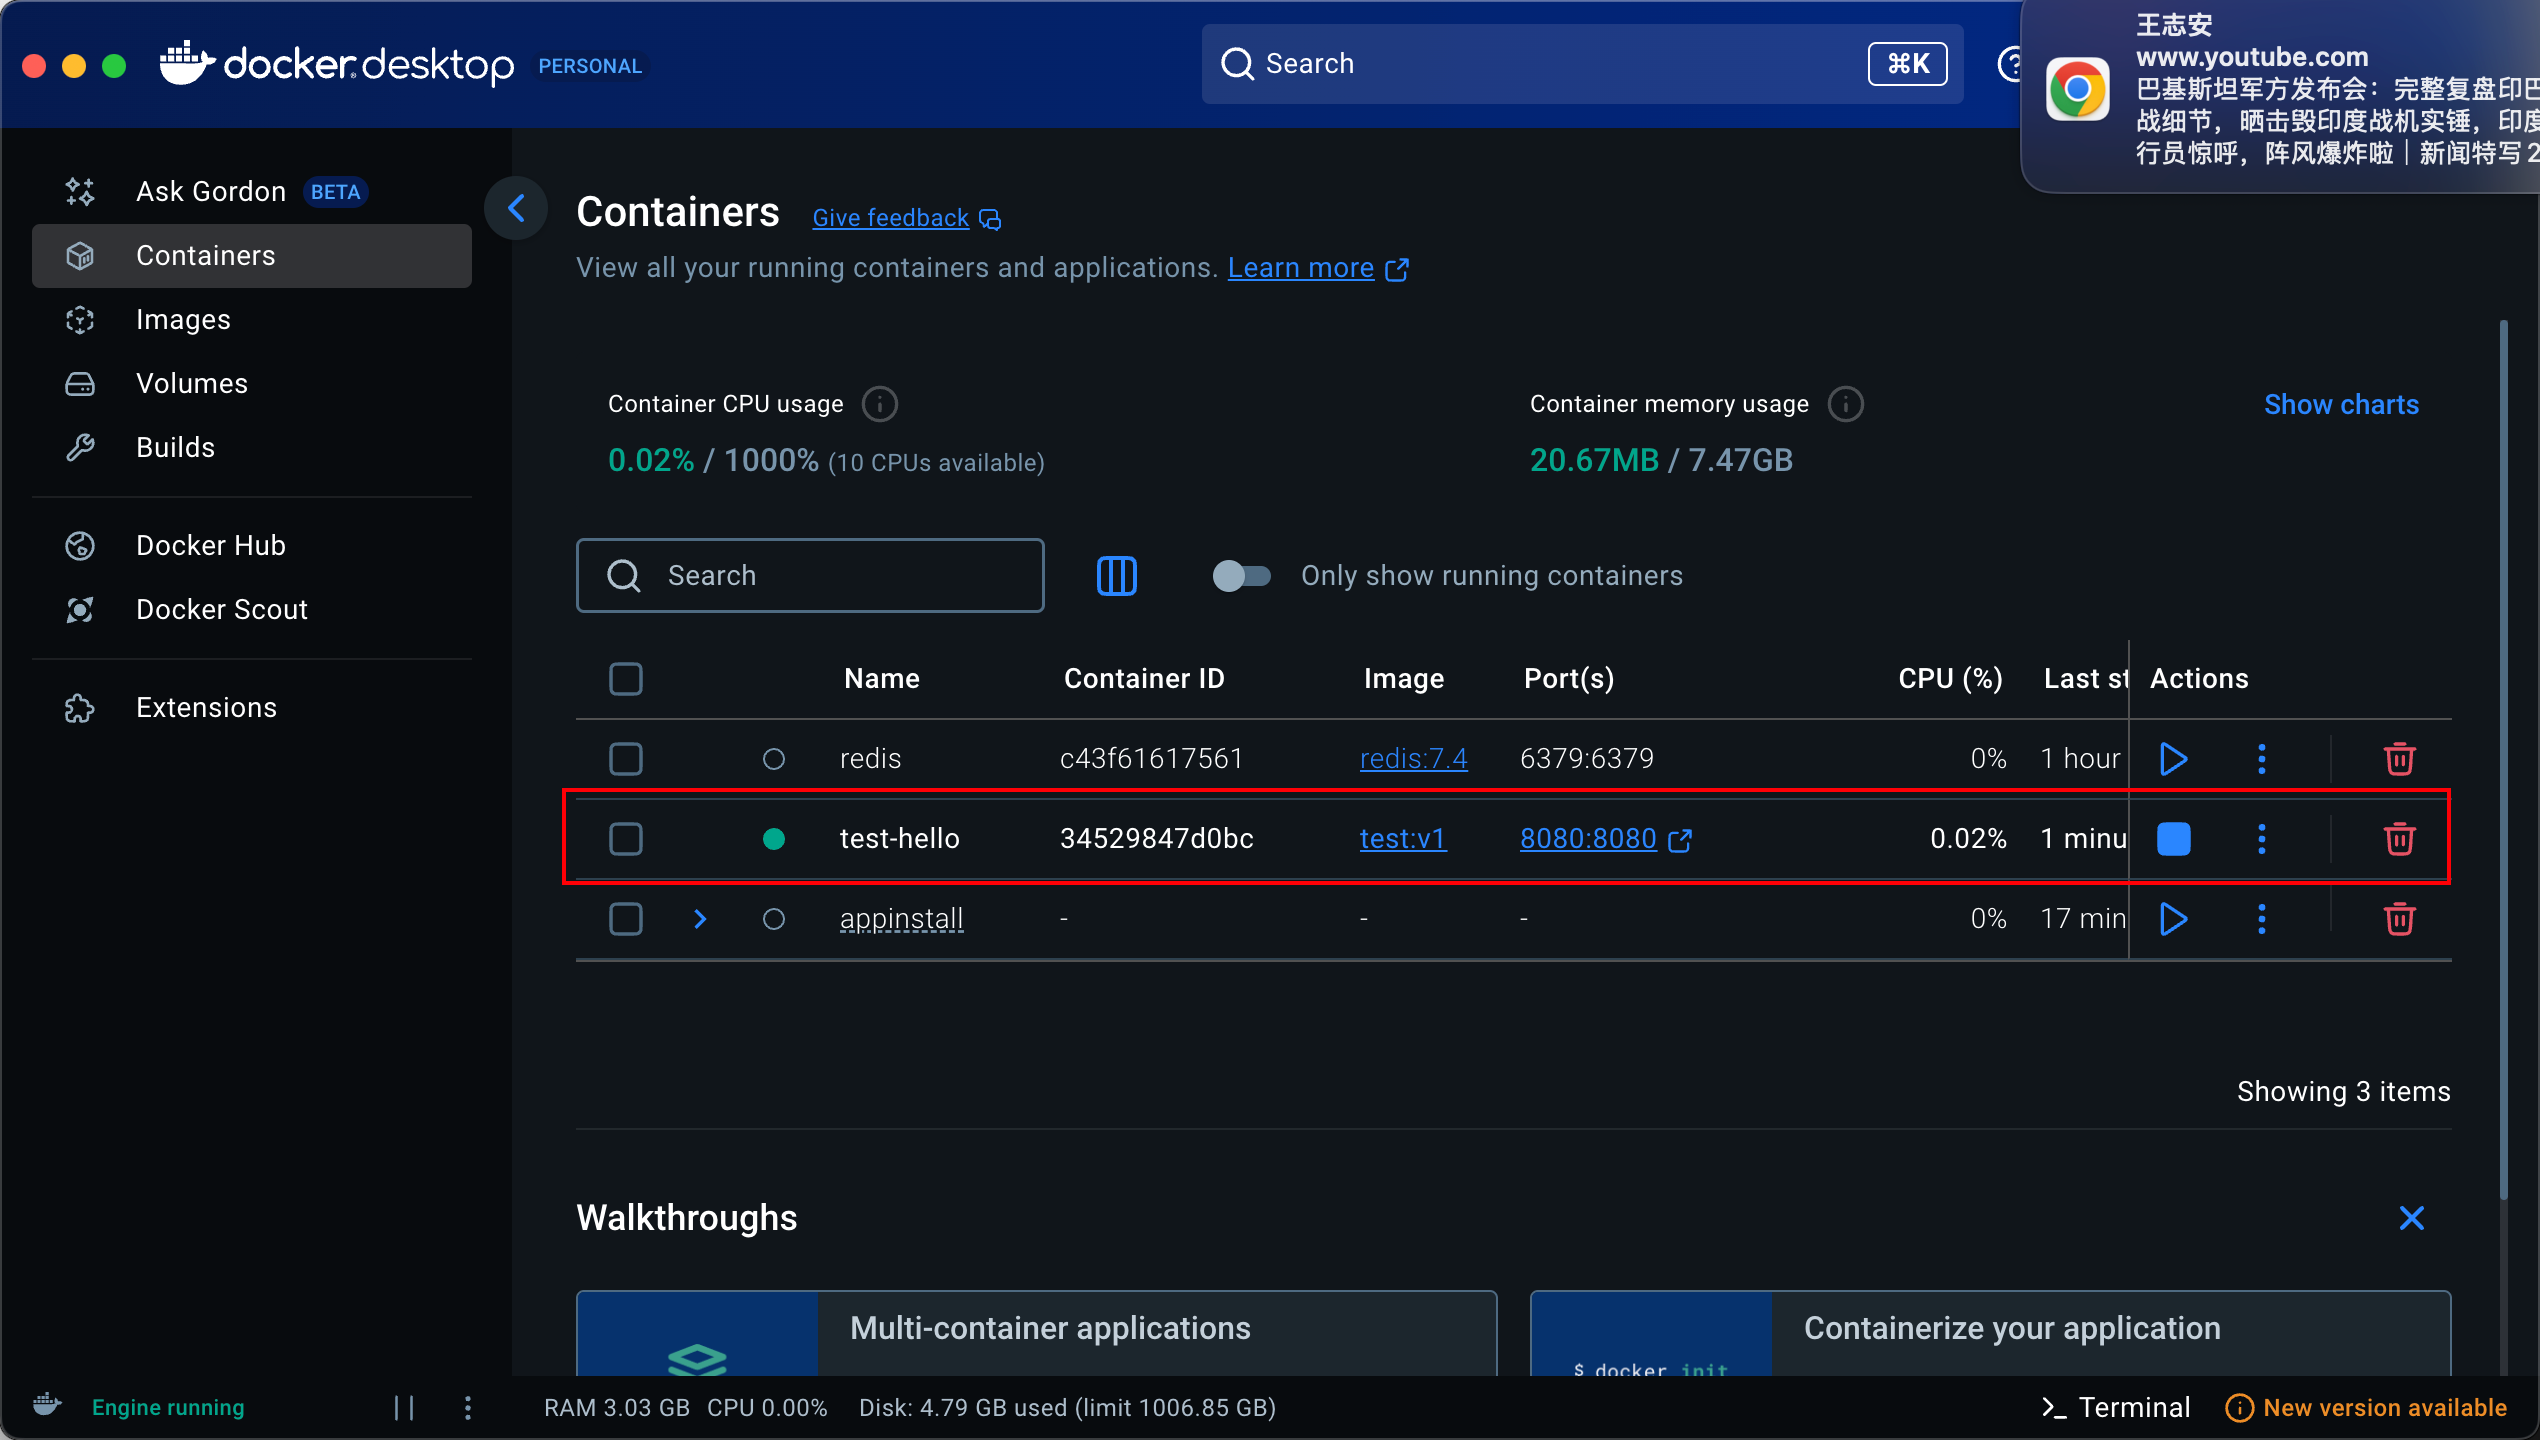 docker desktop PERSONAL
Search
⌘K
王志安
www.youtube.com
巴基斯坦军方发布会：完整复盘印巴
战细节，晒击毁印度战机实锤，印度
行员惊呼，阵风爆炸啦｜新闻特写2
Ask Gordon BETA
Containers
Images
Volumes
Builds
Docker Hub
Docker Scout
Extensions
Containers Give feedback
View all your running containers and applications. Learn more
Container CPU usage
0.02% / 1000% (10 CPUs available)
Container memory usage
20.67MB / 7.47GB
Show charts
Search
Only show running containers
Name Container ID Image Port(s) CPU (%) Last st Actions
redis c43f61617561 redis:7.4 6379:6379 0% 1 hour
test-hello 34529847d0bc test:v1 8080:8080 0.02% 1 minu
appinstall - - - 0% 17 min
Showing 3 items
Walkthroughs
Multi-container applications
Containerize your application
$ docker init
Engine running
RAM 3.03 GB CPU 0.00% Disk: 4.79 GB used (limit 1006.85 GB)
Terminal
New version available